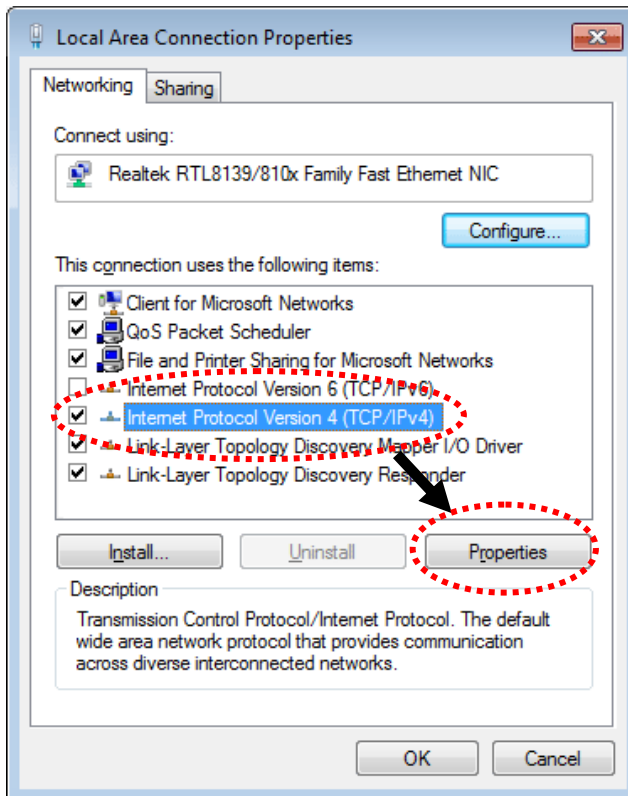 Local Area Connection Properties
Networking
Sharing
Connect using:
Realtek RTL8139/810x Family Fast Ethernet NIC
Configure...
This connection uses the following items:
Client for Microsoft Networks
QoS Packet Scheduler
File and Printer Sharing for Microsoft Networks
Internet Protocol Version 6 (TCP/IPv6)
Internet Protocol Version 4 (TCP/IPv4)
Link-Layer Topology Discovery Mapper I/O Driver
Link-Layer Topology Discovery Responder
Install...
Uninstall
Properties
Description
Transmission Control Protocol/Internet Protocol. The default
wide area network protocol that provides communication
across diverse interconnected networks.
OK
Cancel